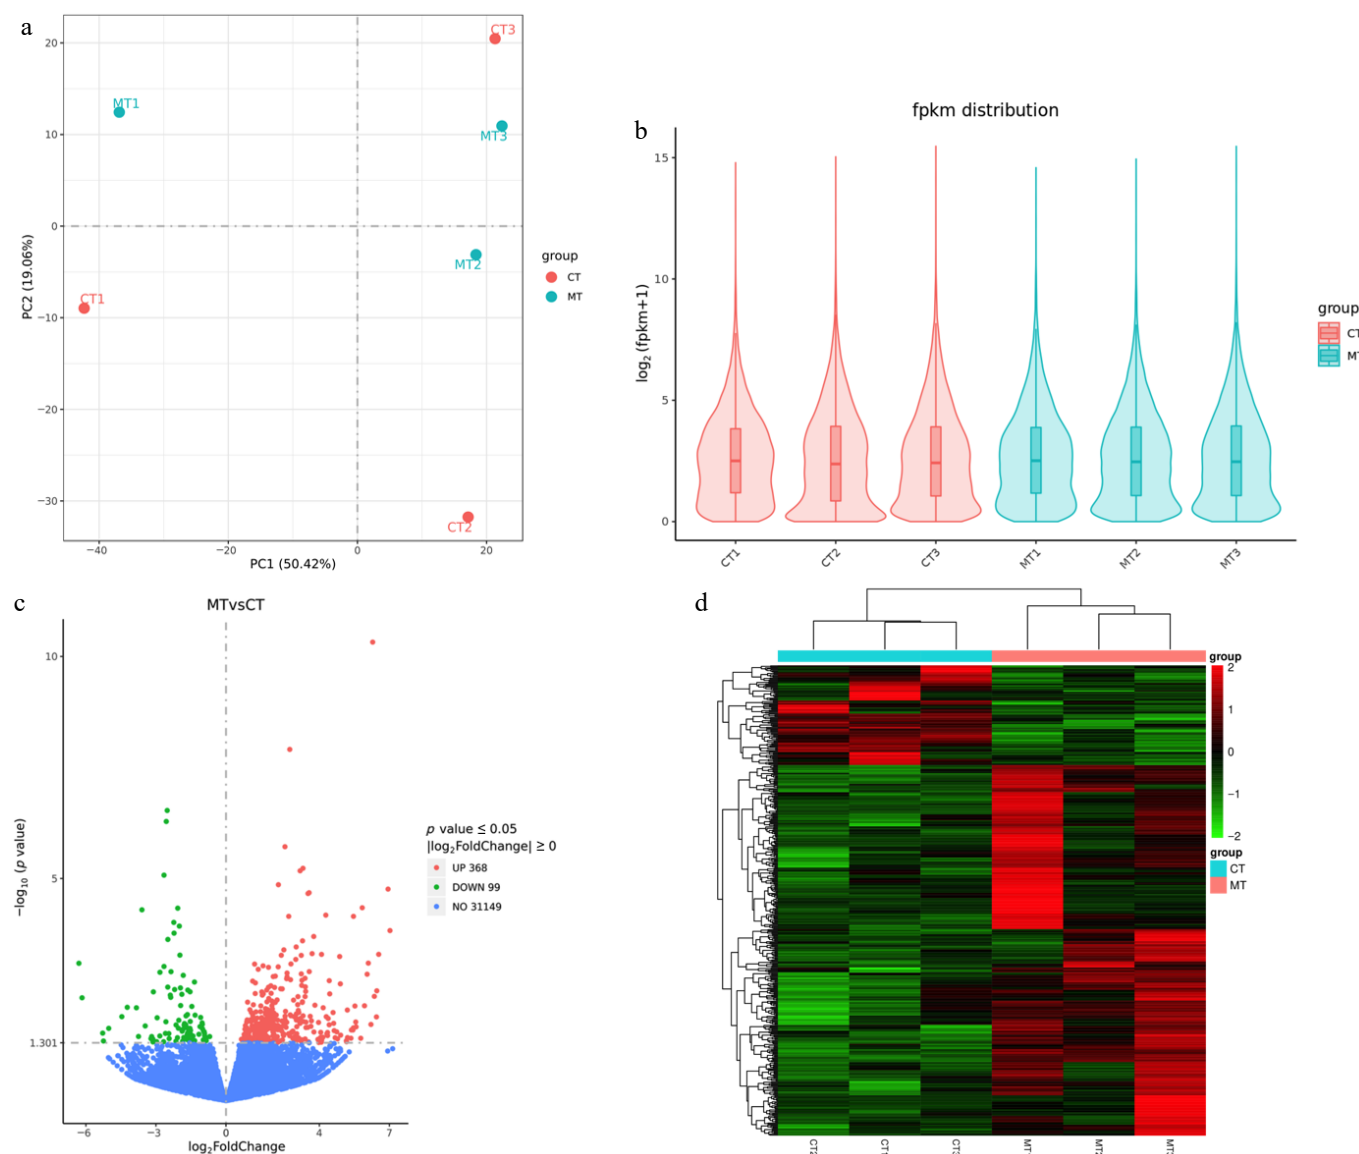 a
CT3
20
MT1
10
MT3
0
MT2
CT1
−10
−20
−30
CT2
−40
−20
0
20
PC1 (50.42%)
PC2 (19.06%)
group
CT
MT
b
fpkm distribution
15
10
5
0
log2 (fpkm+1)
CT1
CT2
CT3
MT1
MT2
MT3
group
c
MTvsCT
10
5
1.301
−log10 (p value)
−6
−3
0
4
7
log2FoldChange
p value ≤ 0.05
|log2FoldChange| ≥ 0
UP 368
DOWN 99
NO 31149
d
group
2
1
0
−1
−2
group
CT
MT